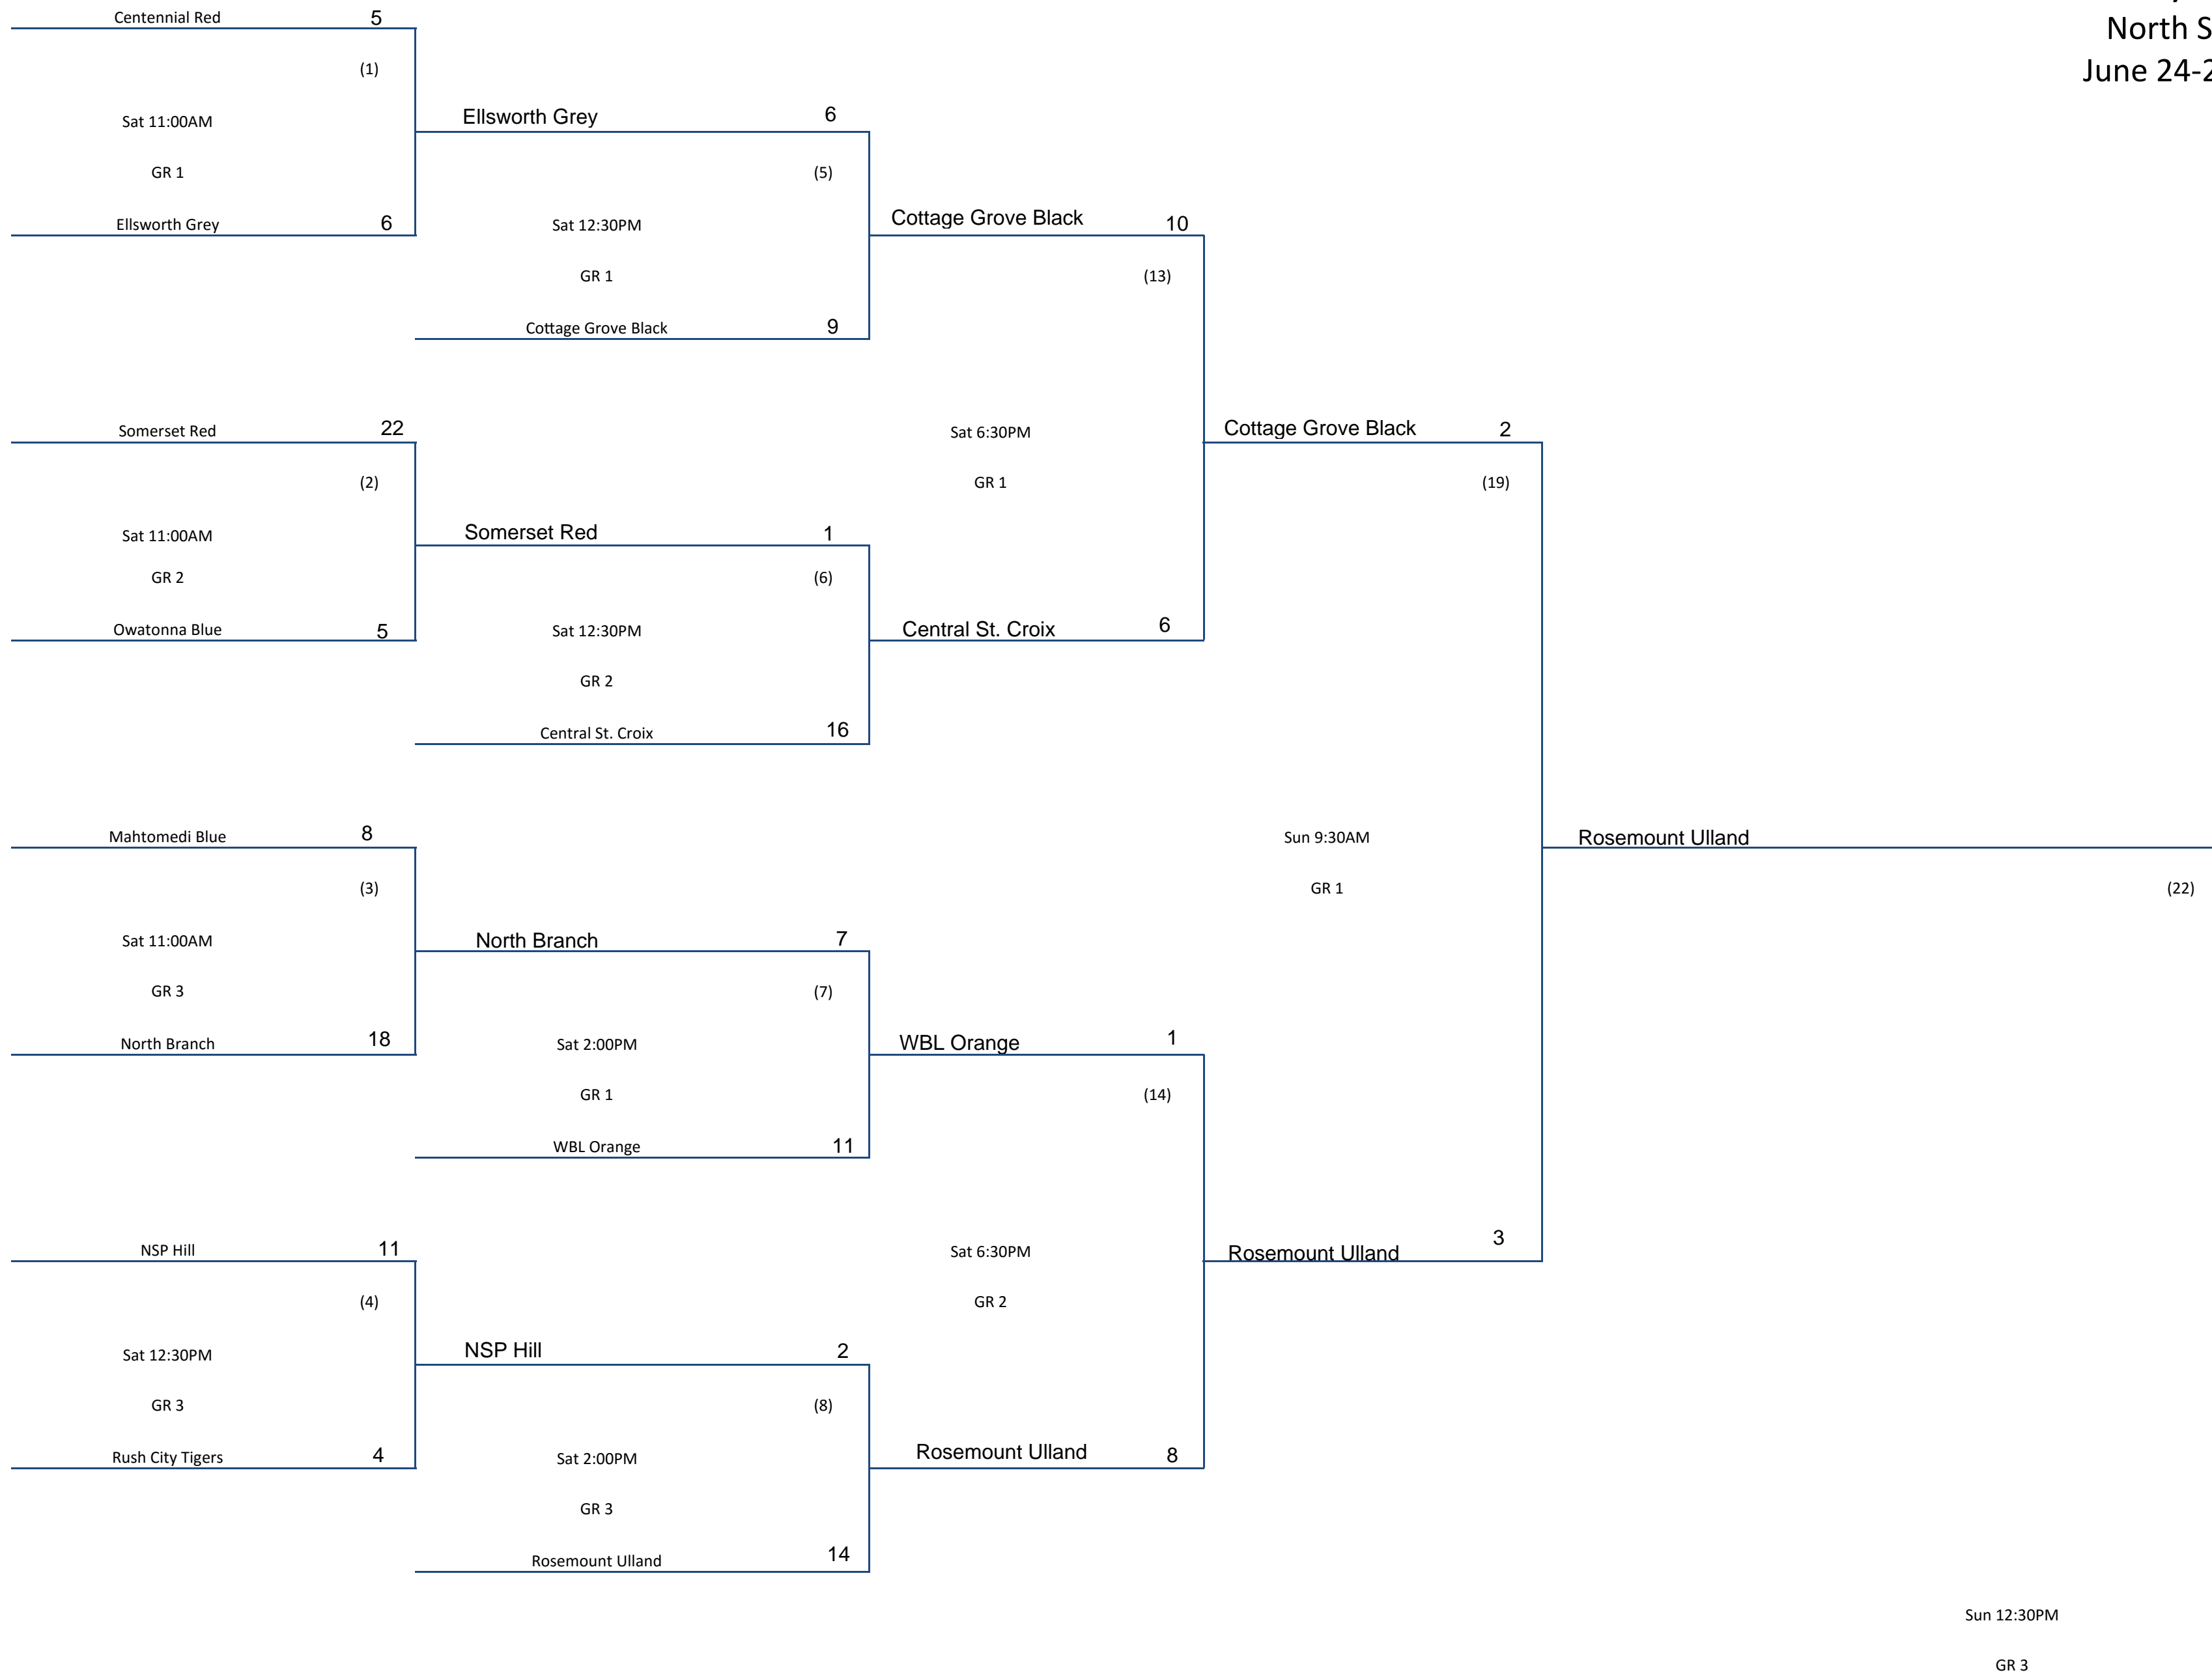 North S
June 24-2
Centennial Red 5
(1)
Sat 11:00AM
GR 1
Ellsworth Grey 6
Ellsworth Grey 6
(5)
Sat 12:30PM
GR 1
Cottage Grove Black 9
Cottage Grove Black 10
(13)
Sat 6:30PM
GR 1
Somerset Red 22
(2)
Sat 11:00AM
GR 2
Owatonna Blue 5
Somerset Red 1
(6)
Sat 12:30PM
GR 2
Central St. Croix 16
Central St. Croix 6
Cottage Grove Black 2
(19)
Sun 9:30AM
GR 1
Mahtomedi Blue 8
(3)
Sat 11:00AM
GR 3
North Branch 18
North Branch 7
(7)
Sat 2:00PM
GR 1
WBL Orange 11
WBL Orange 1
(14)
Sat 6:30PM
GR 2
NSP Hill 11
(4)
Sat 12:30PM
GR 3
Rush City Tigers 4
NSP Hill 2
(8)
Sat 2:00PM
GR 3
Rosemount Ulland 14
Rosemount Ulland 8
Rosemount Ulland 3
Rosemount Ulland
(22)
Sun 12:30PM
GR 3